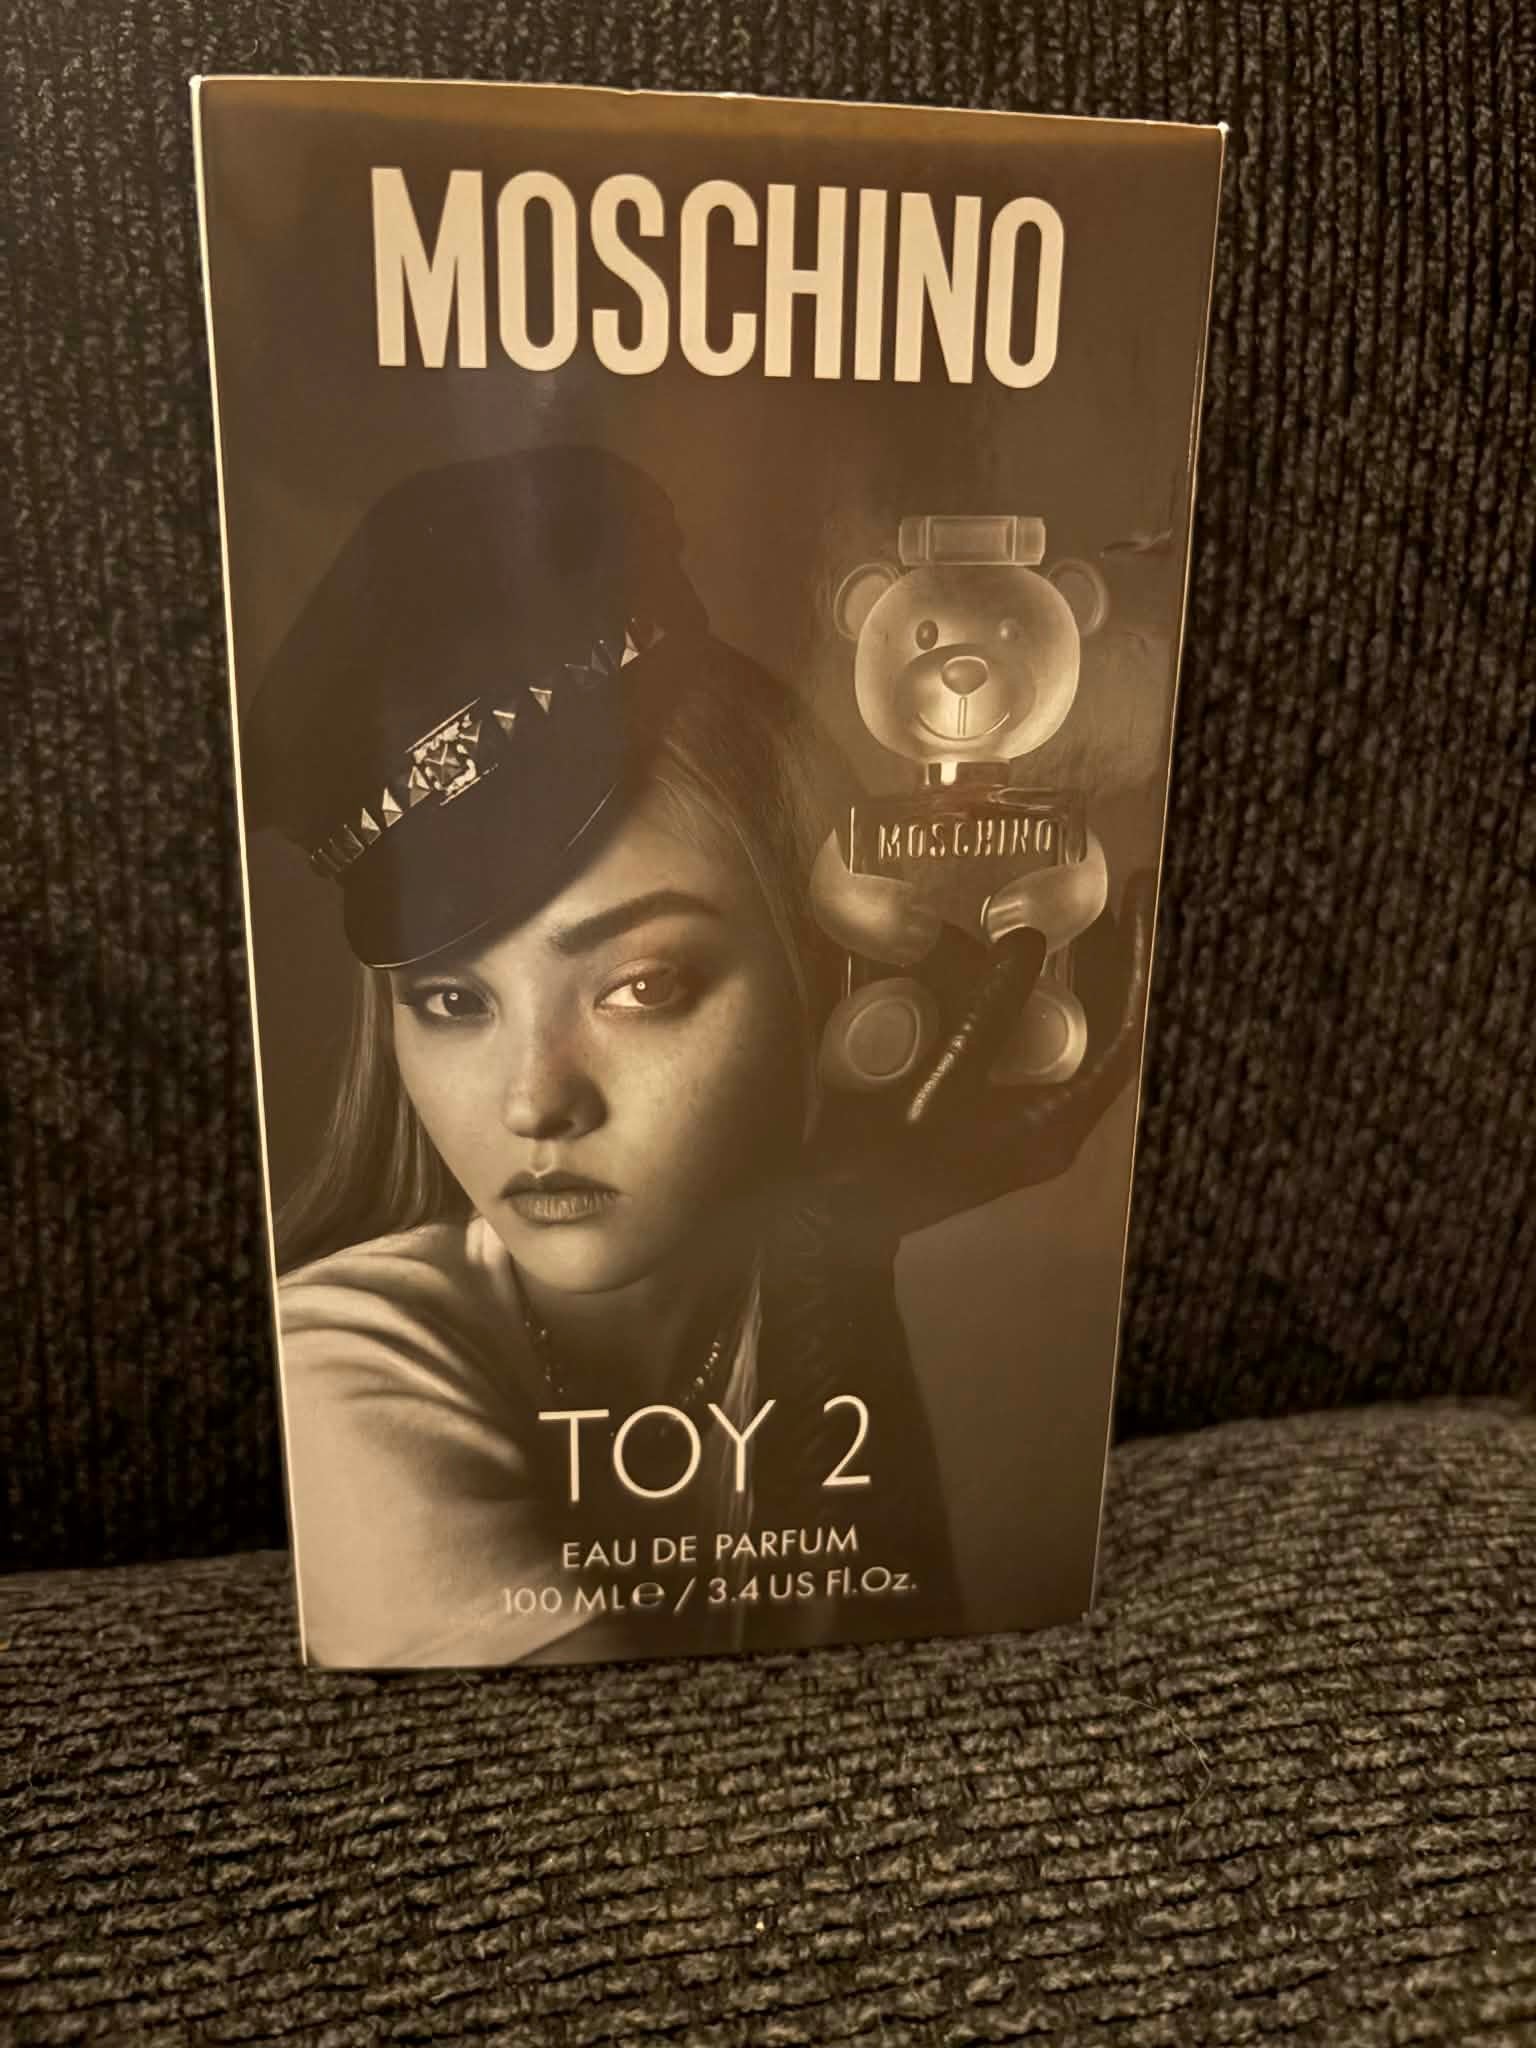 MOSCHINO
MOSCHINO
TOY 2
EAU DE PARFUM
100 ML ℮ / 3.4 US Fl.Oz.